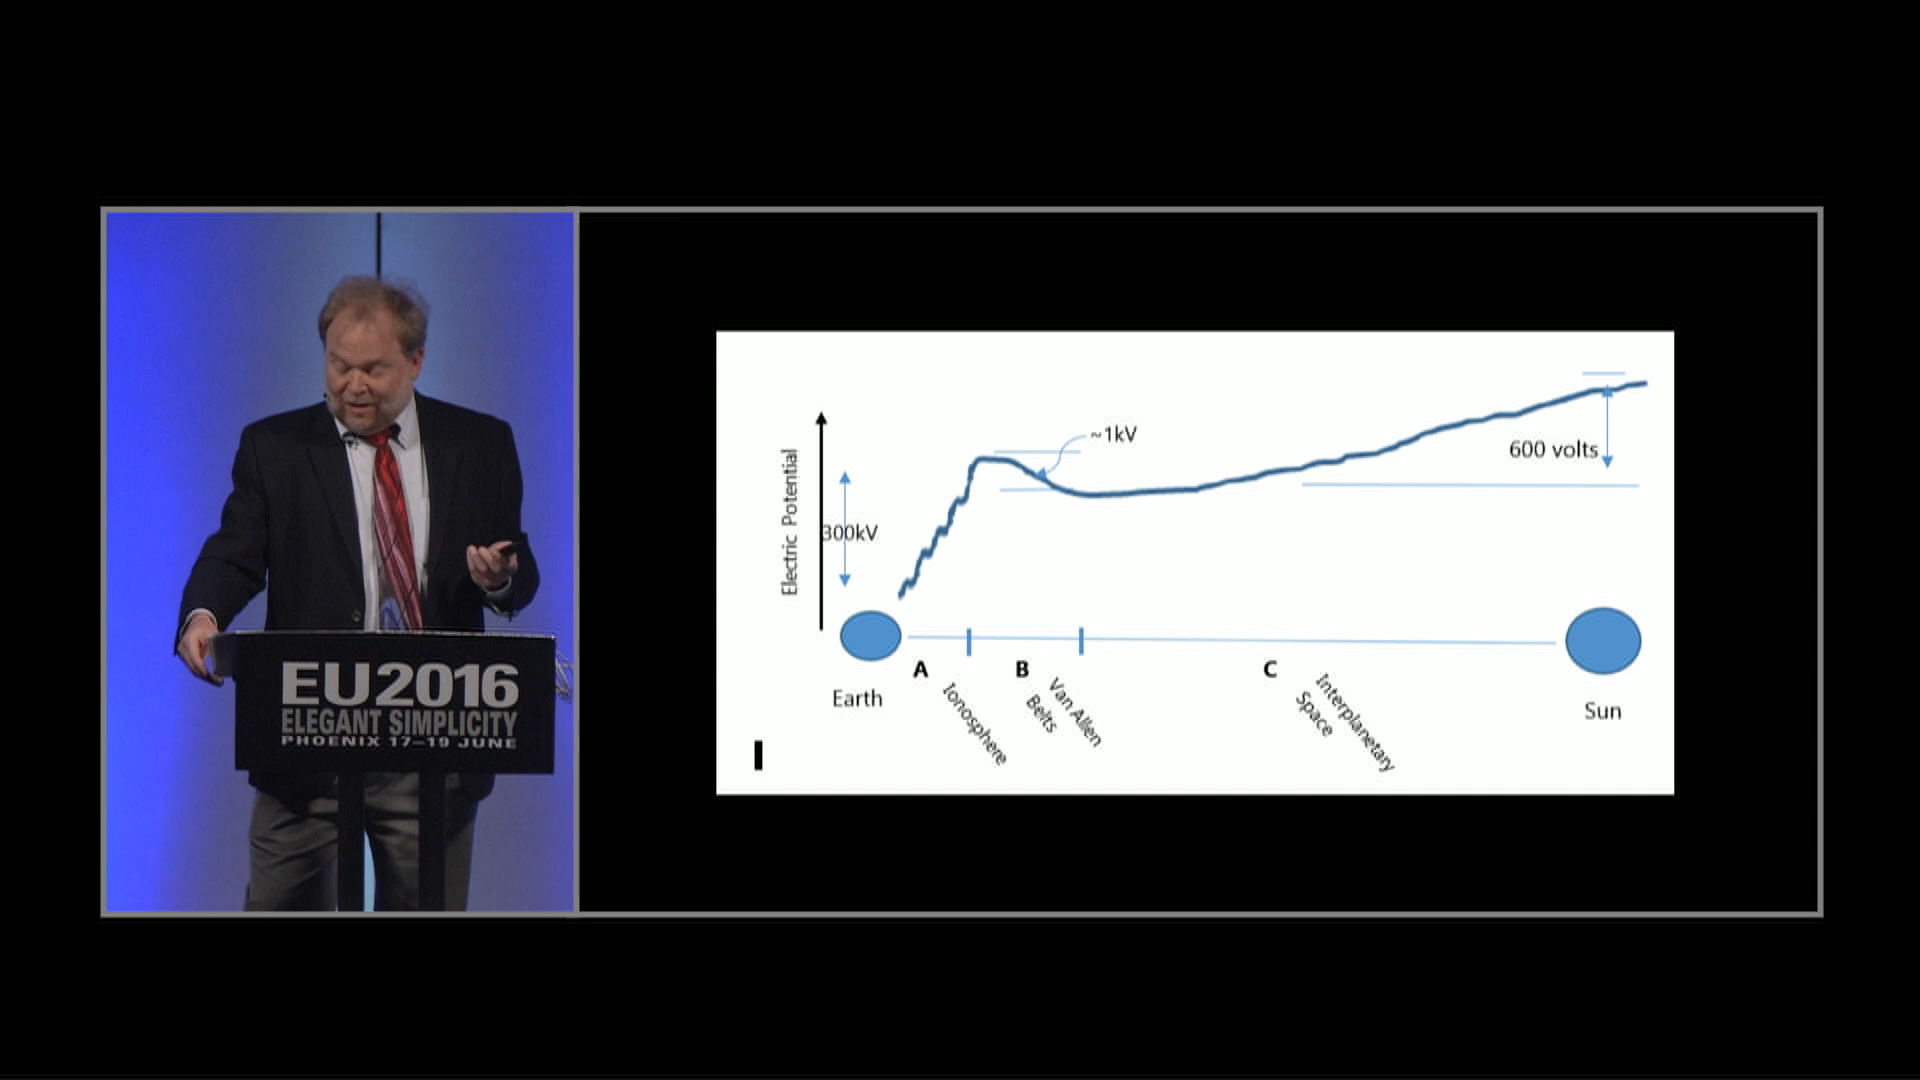 EU2016
ELEGANT SIMPLICITY
PHOENIX 17–19 JUNE
Electric Potential
300kV
~1kV
600 volts
A
B
C
Earth
Ionosphere
Van Allen
Belts
Interplanetary
Space
Sun
I